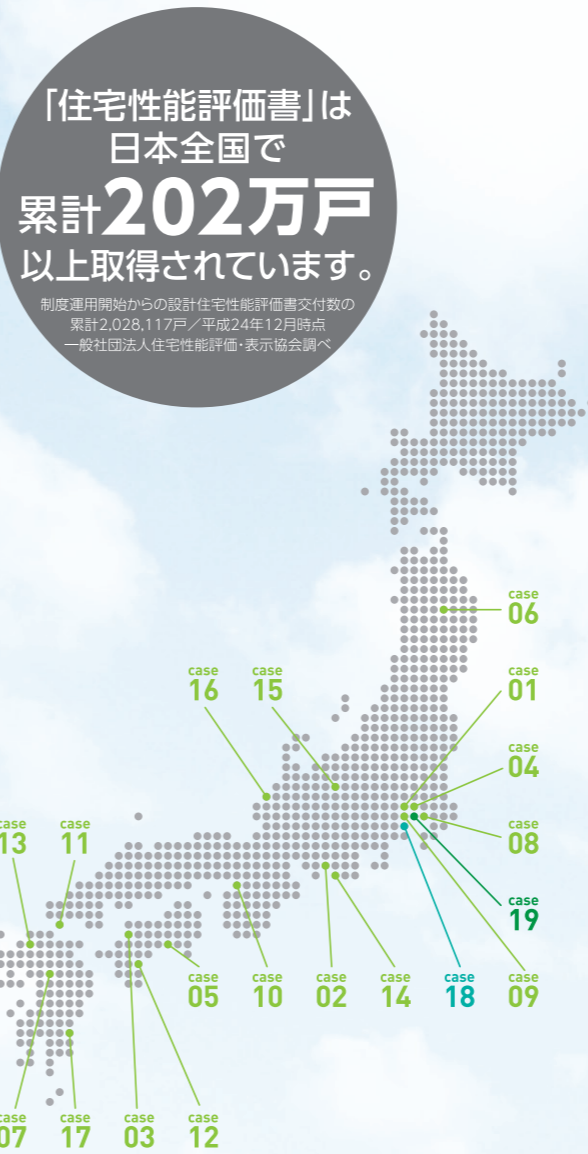 「住宅性能評価書」は
日本全国で
累計202万戸
以上取得されています。
制度運用開始からの設計住宅性能評価書交付数の
累計2,028,117戸／平成24年12月時点
一般社団法人住宅性能評価・表示協会調べ
case
06
case
16
case
15
case
01
case
04
case
13
case
11
case
08
case
19
case
05
case
10
case
02
case
14
case
18
case
09
case
07
case
17
case
03
case
12